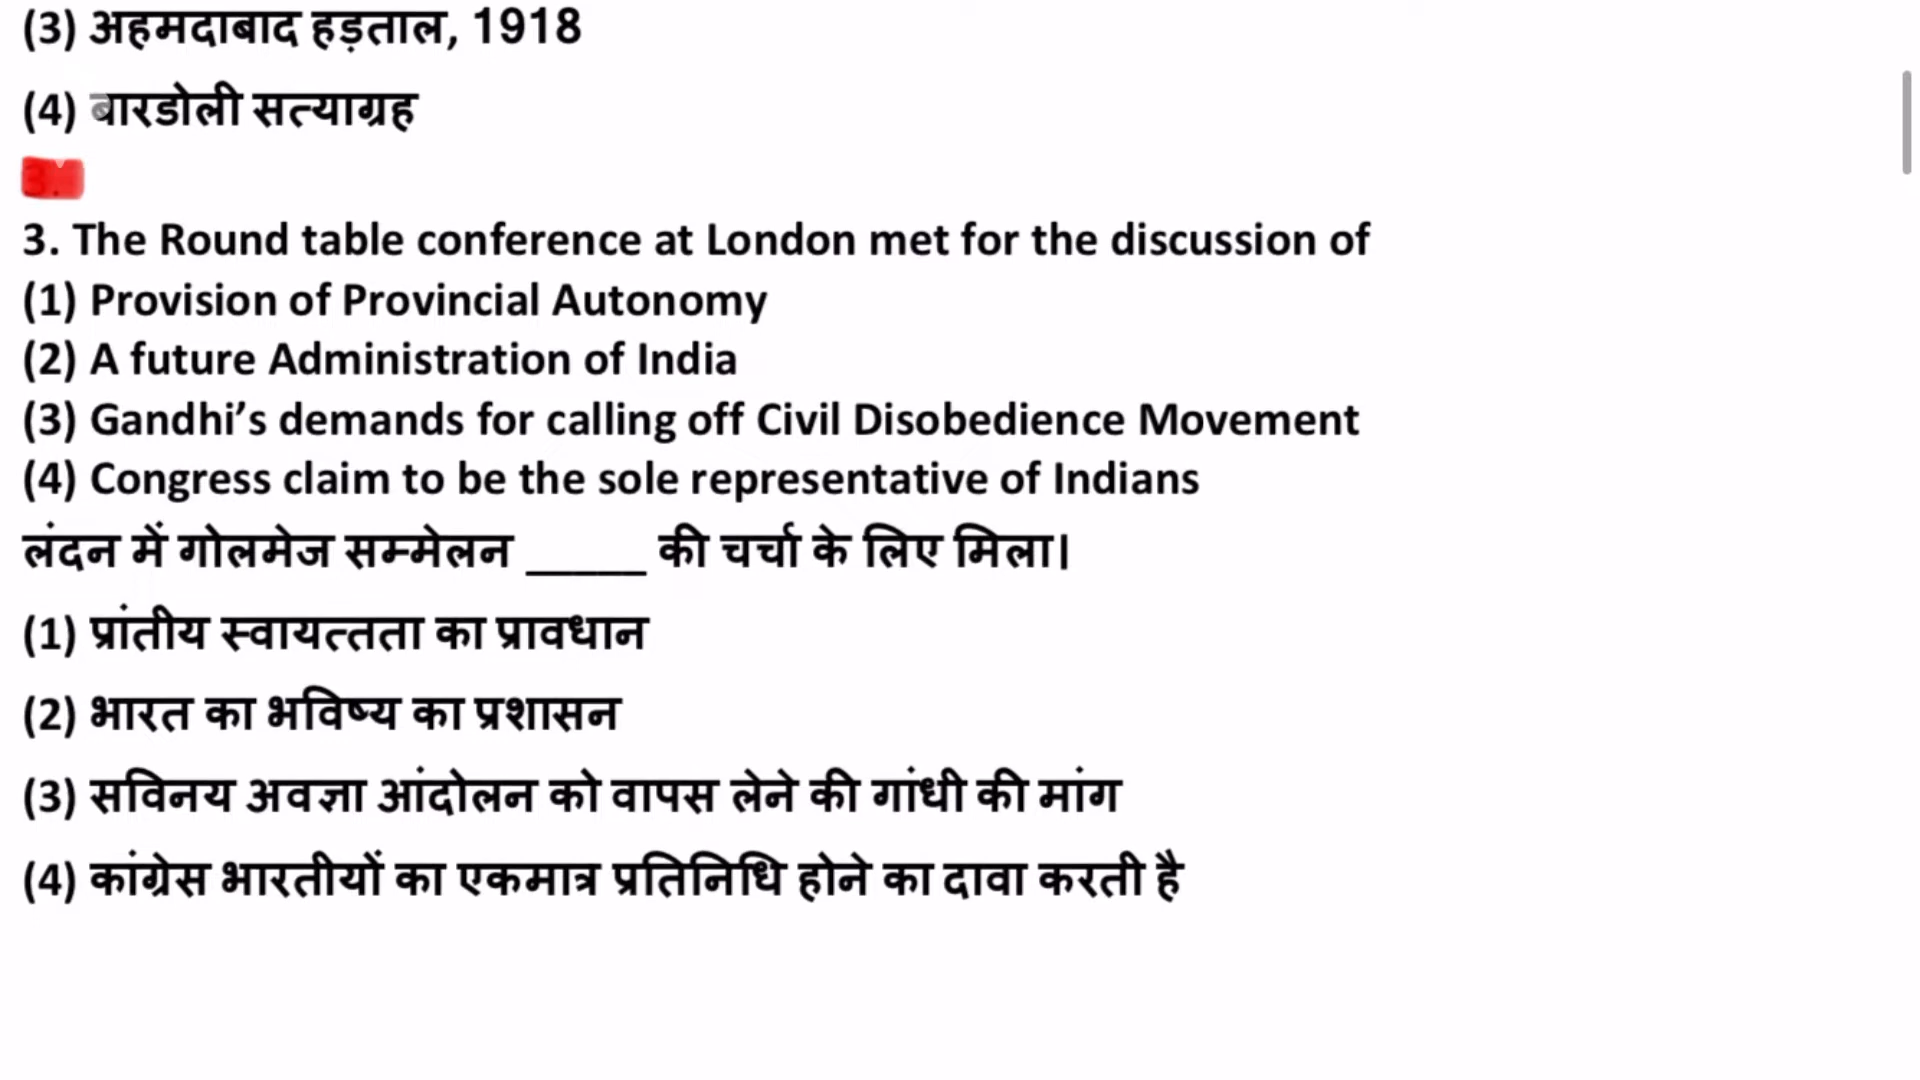 (3) अहमदाबाद हड़ताल, 1918
(4) बारडोली सत्याग्रह
3.
3. The Round table conference at London met for the discussion of
(1) Provision of Provincial Autonomy
(2) A future Administration of India
(3) Gandhi’s demands for calling off Civil Disobedience Movement
(4) Congress claim to be the sole representative of Indians
लंदन में गोलमेज सम्मेलन _____ की चर्चा के लिए मिला।
(1) प्रांतीय स्वायत्तता का प्रावधान
(2) भारत का भविष्य का प्रशासन
(3) सविनय अवज्ञा आंदोलन को वापस लेने की गांधी की मांग
(4) कांग्रेस भारतीयों का एकमात्र प्रतिनिधि होने का दावा करती है